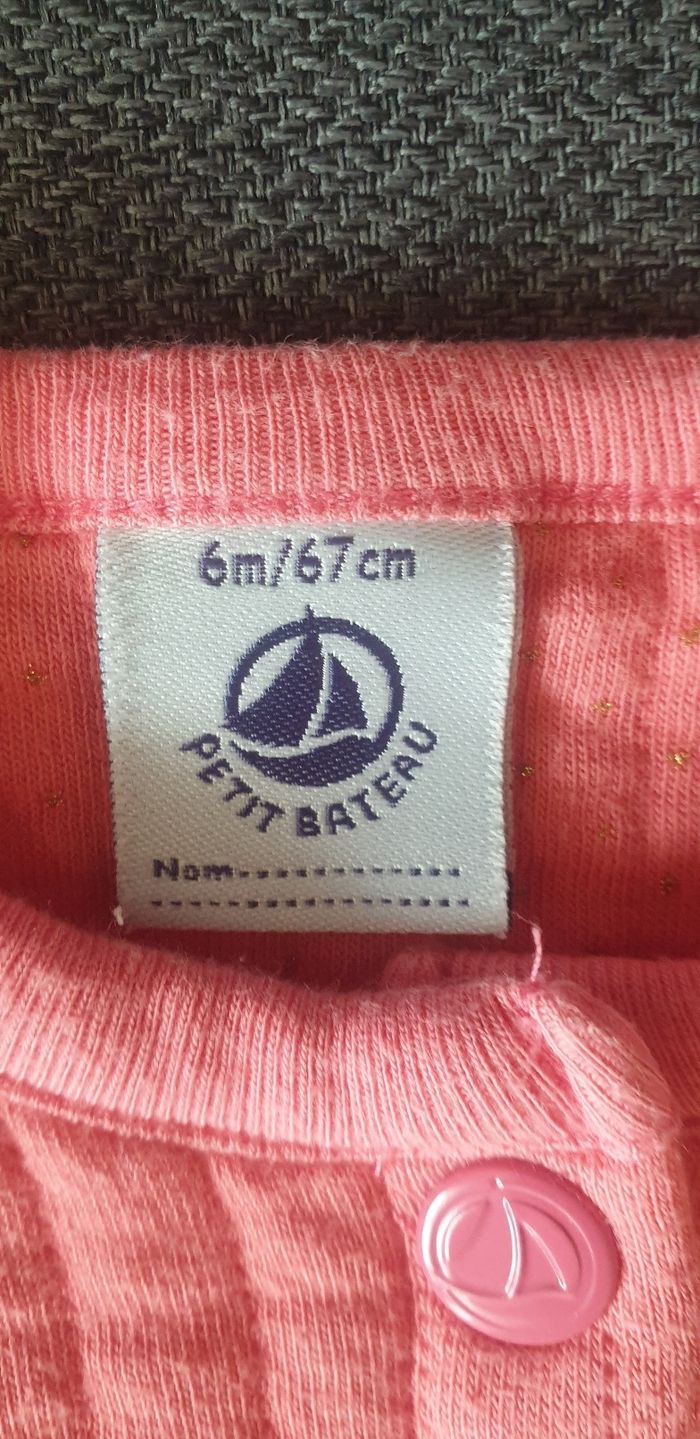 6m/67cm
PETIT BATEAU
Nom.............
..................